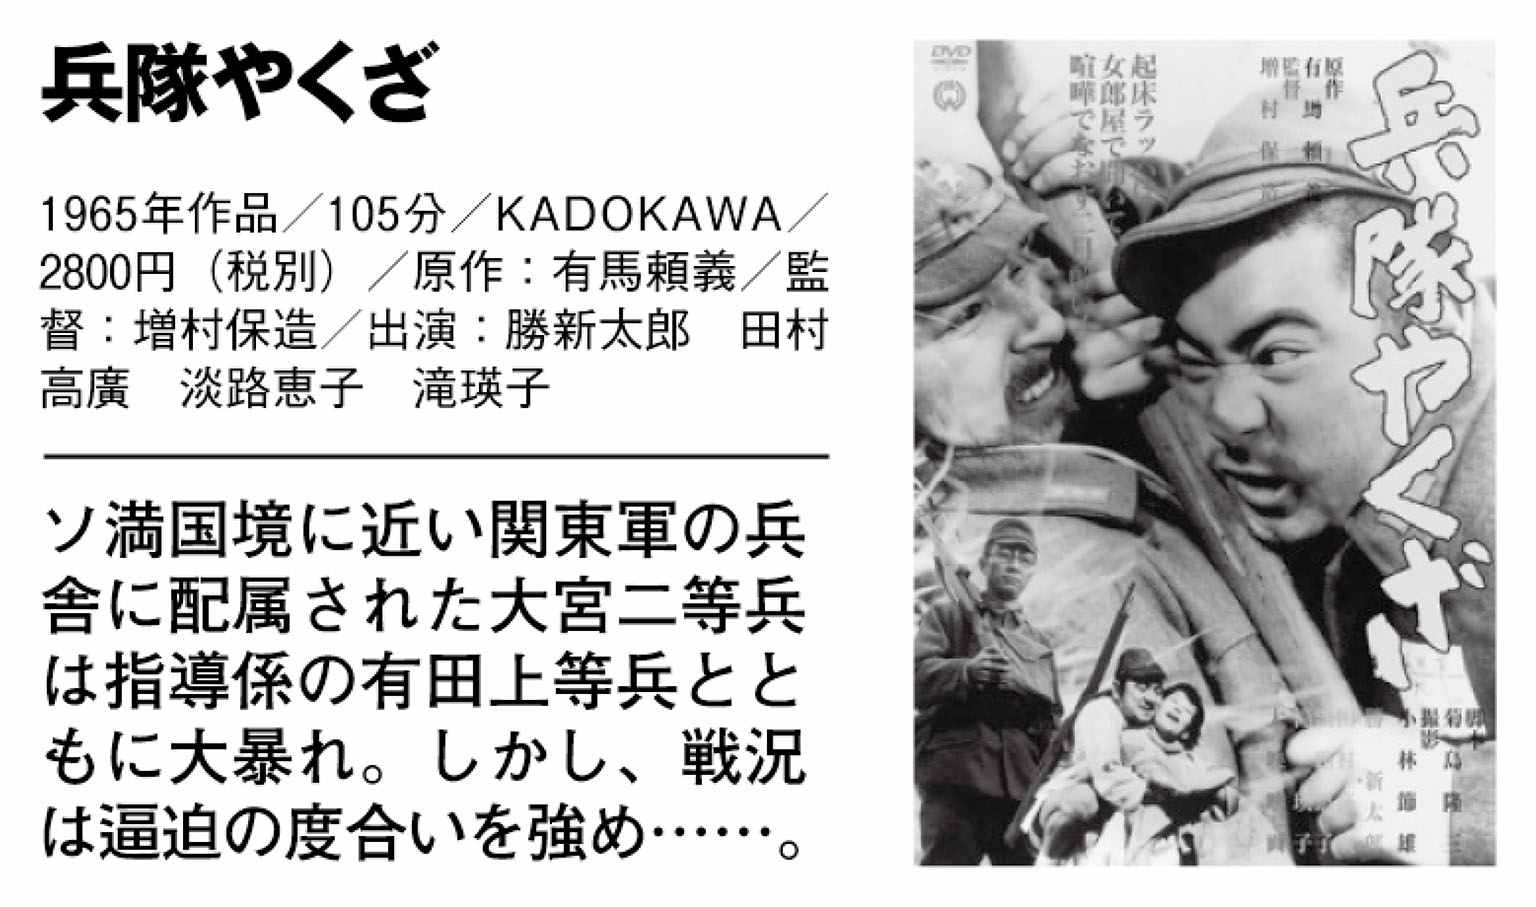 兵隊やくざ
1965年作品／105分／KADOKAWA／
2800円（税別）／原作：有馬頼義／監
督：増村保造／出演：勝新太郎　田村
高廣　淡路恵子　滝瑛子
ソ満国境に近い関東軍の兵
舎に配属された大宮二等兵
は指導係の有田上等兵とと
もに大暴れ。しかし、戦況
は逼迫の度合いを強め……。
DVD
兵隊やくざ
原作
有馬頼義
監督
増村保造
起床ラッ
女郎屋で
喧嘩でなおす
菊島隆三
撮影
小林節雄
新太郎